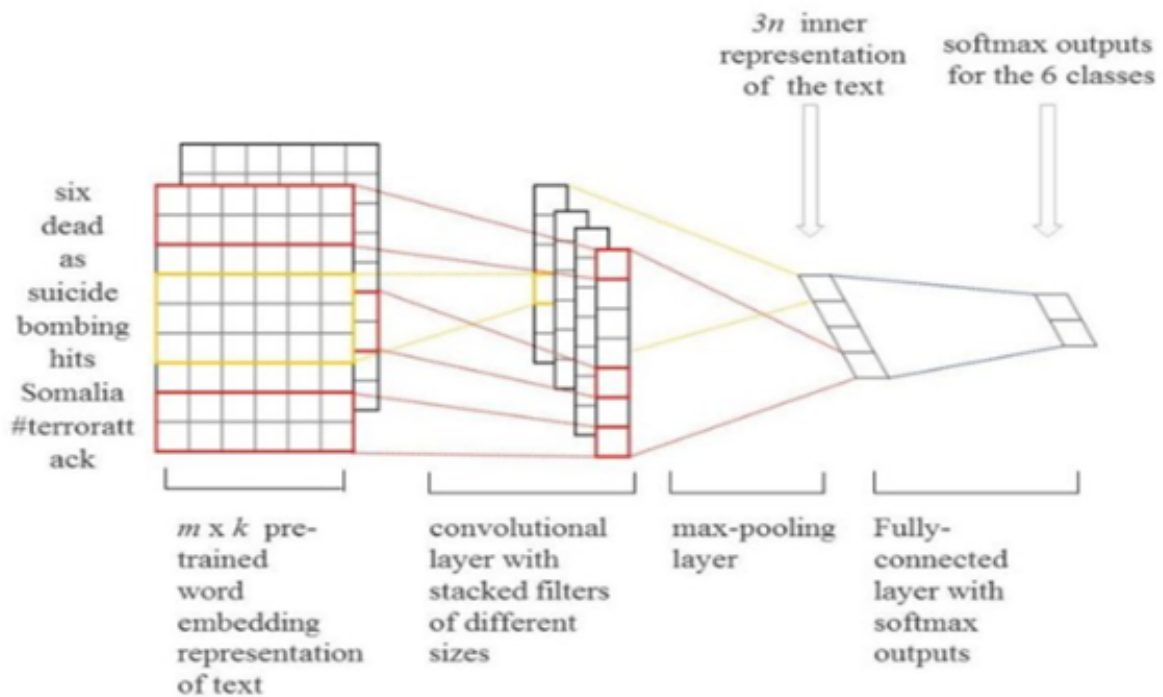 3n inner
representation
of the text
softmax outputs
for the 6 classes
six
dead
as
suicide
bombing
hits
Somalia
#terroratt
ack
m x k pre-
trained
word
embedding
representation
of text
convolutional
layer with
stacked filters
of different
sizes
max-pooling
layer
Fully-
connected
layer with
softmax
outputs